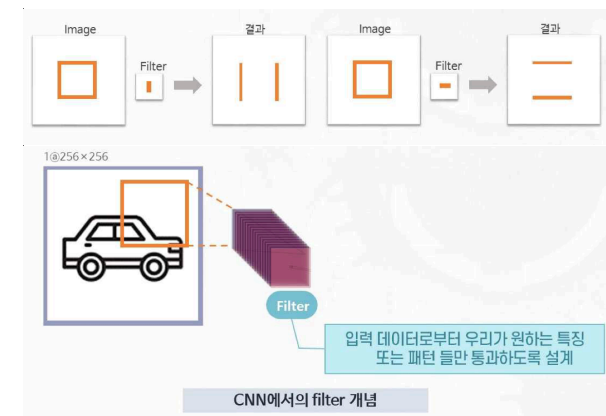 Image
Filter
결과
Image
Filter
결과
1@256×256
Filter
입력 데이터로부터 우리가 원하는 특징
또는 패턴 들만 통과하도록 설계
CNN에서의 filter 개념